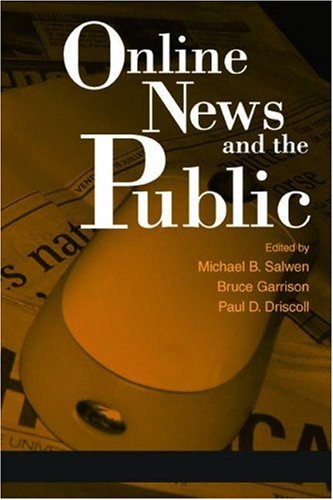 Online
News
and the
Public
Edited by
Michael B. Salwen
Bruce Garrison
Paul D. Driscoll